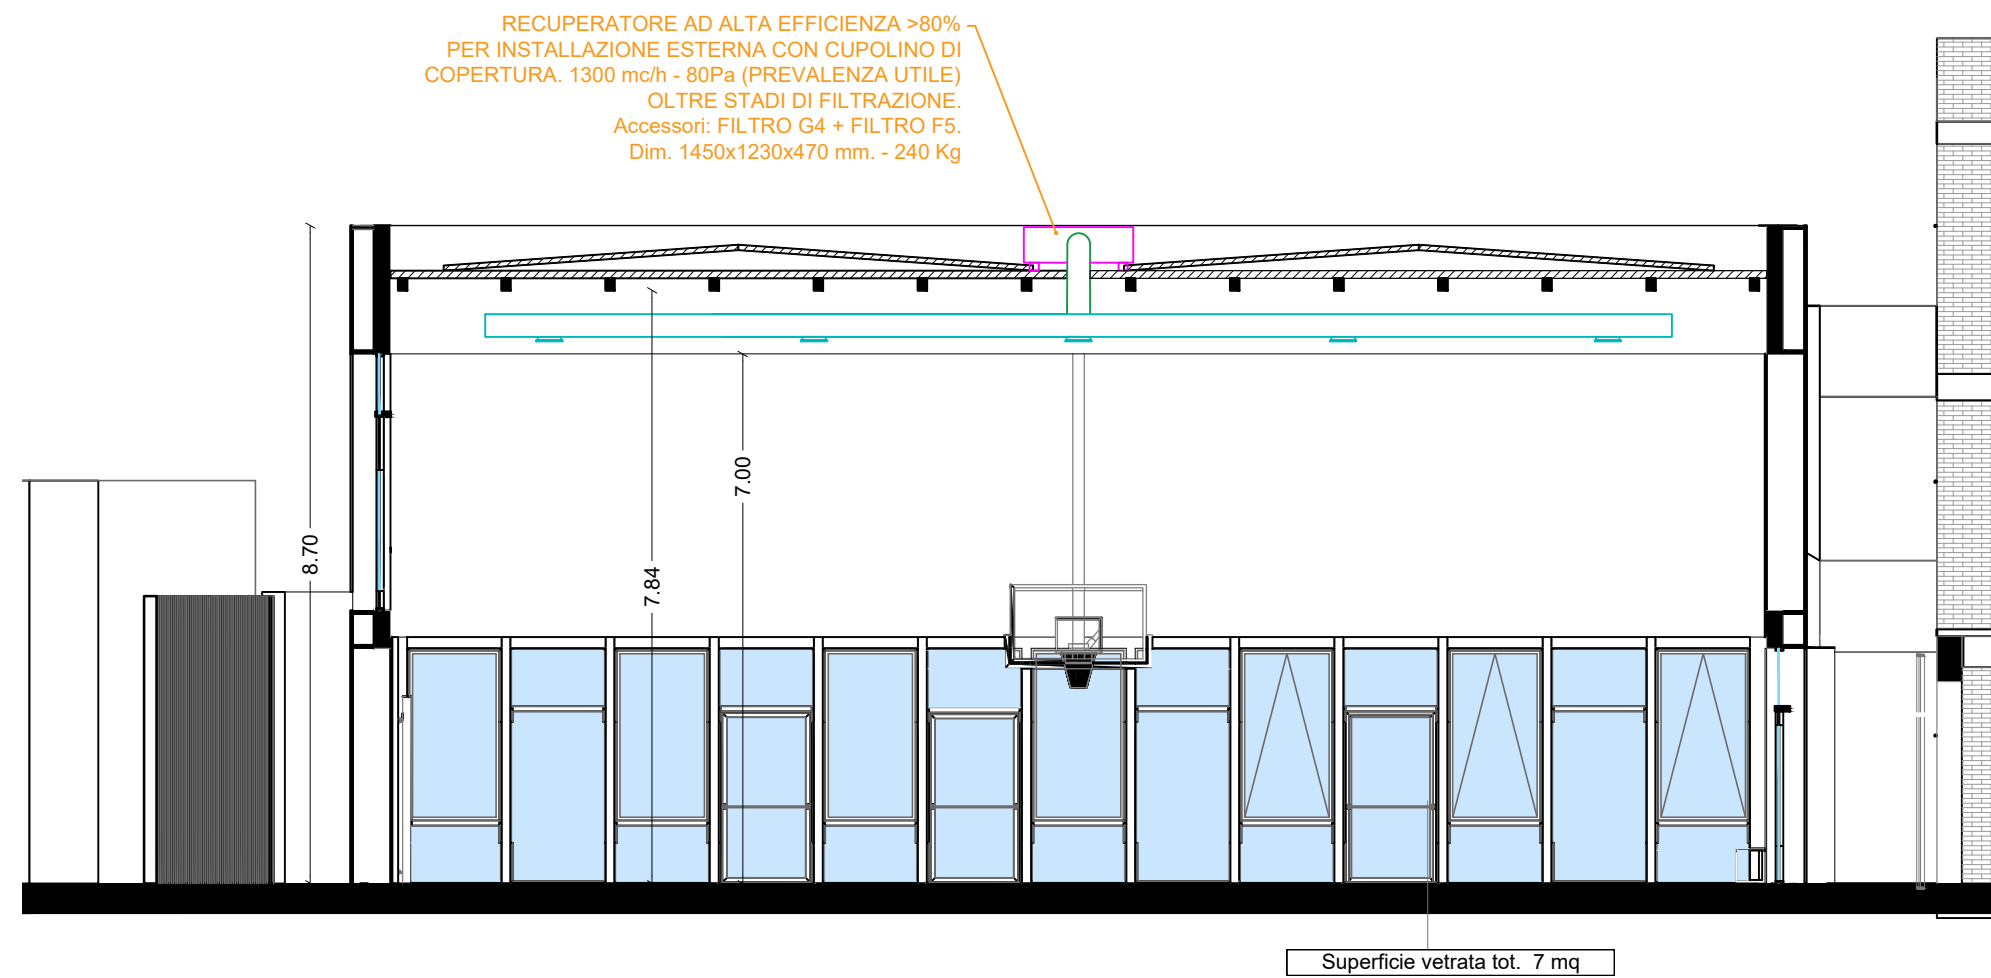 RECUPERATORE AD ALTA EFFICIENZA >80%
PER INSTALLAZIONE ESTERNA CON CUPOLINO DI
COPERTURA. 1300 mc/h - 80Pa (PREVALENZA UTILE)
OLTRE STADI DI FILTRAZIONE.
Accessori: FILTRO G4 + FILTRO F5.
Dim. 1450x1230x470 mm. - 240 Kg
8.70
7.84
7.00
Superficie vetrata tot. 7 mq